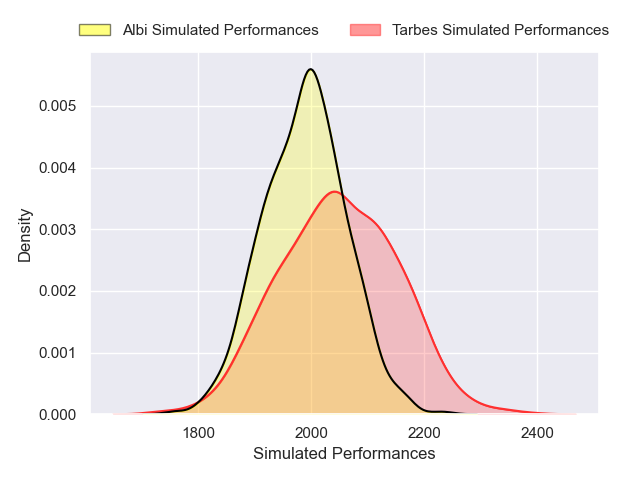 Albi Simulated Performances
Tarbes Simulated Performances
0.005
0.004
0.003
0.002
0.001
0.000
Density
1800 2000 2200 2400
Simulated Performances